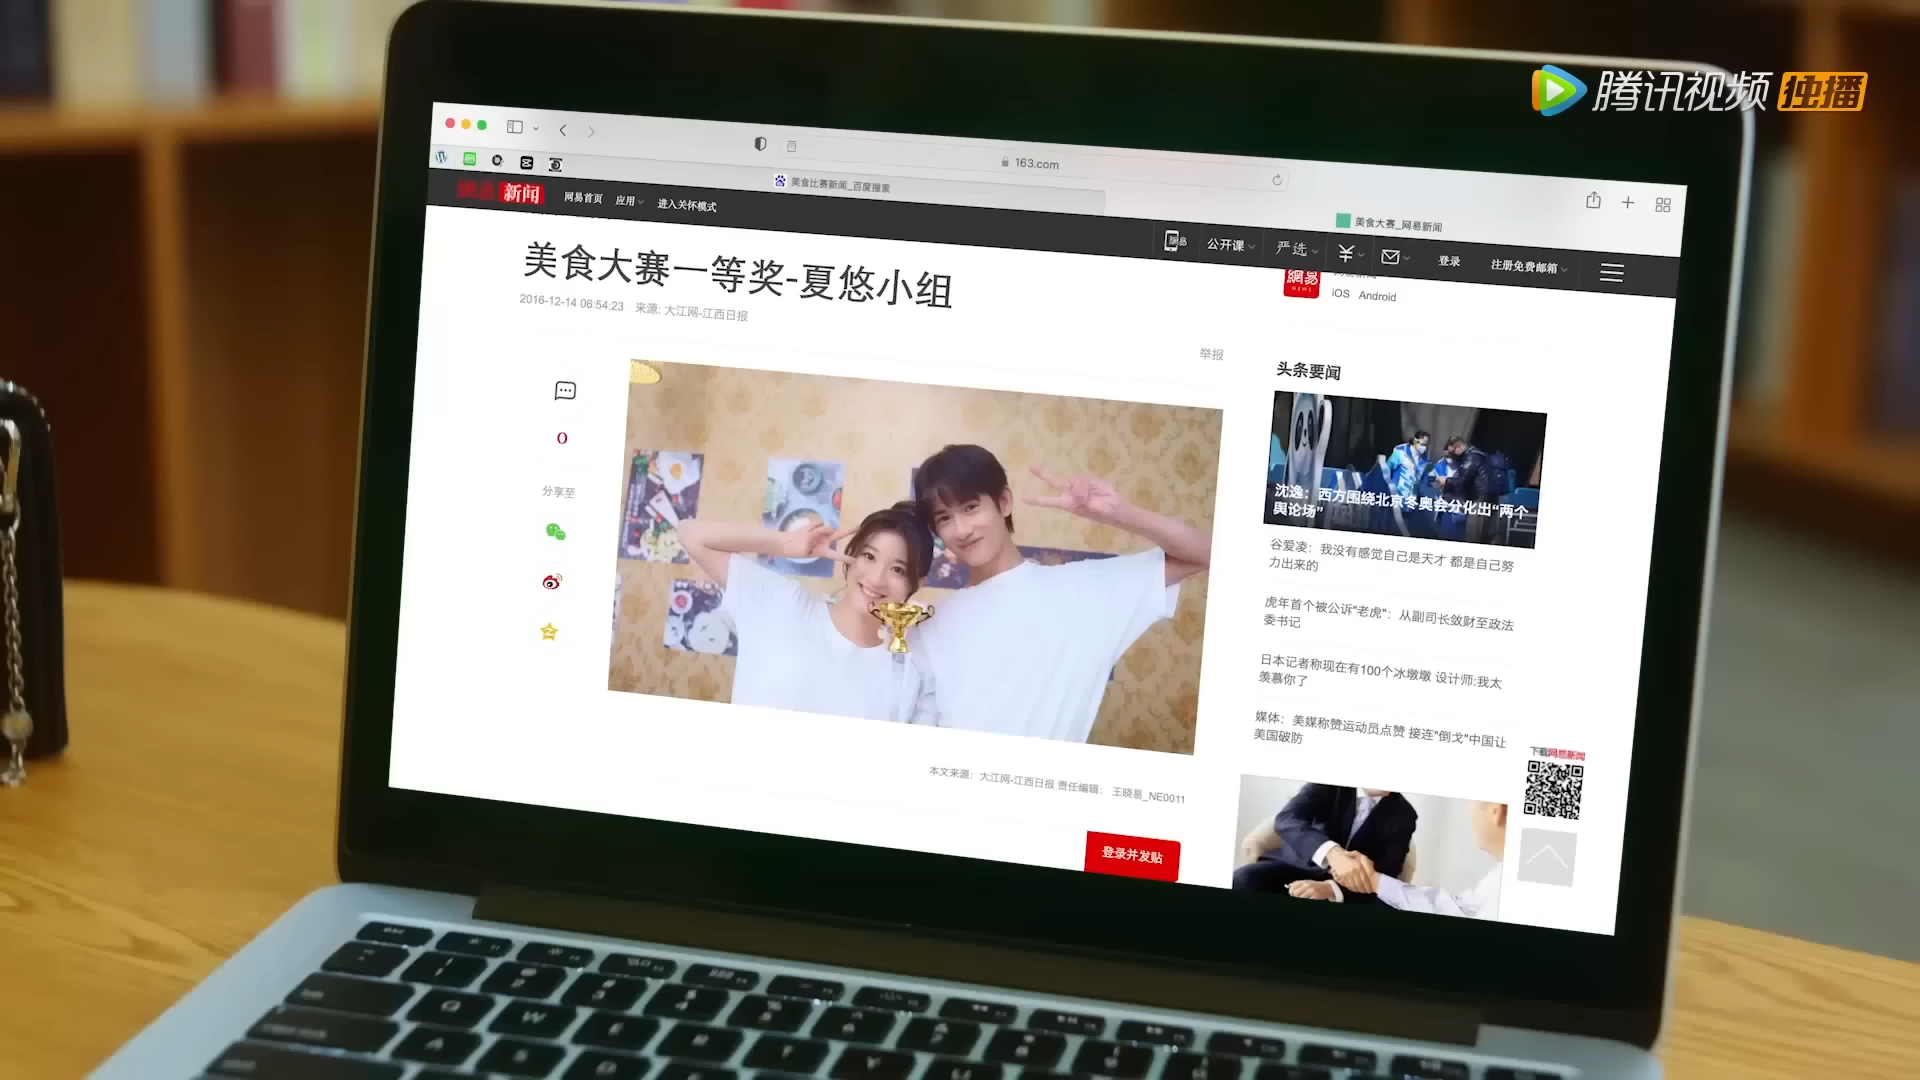 腾讯视频 独播
163.com
美食比赛新闻_百度搜索
美食大赛_网易新闻
網易 新闻 网易首页 应用 进入关怀模式
公开课 严选 ¥ 登录 注册免费邮箱
美食大赛一等奖-夏悠小组
2016-12-14 06:54:23 来源: 大江网-江西日报
举报
0
分享至
網易
NEWS
iOS Android
头条要闻
沈逸：西方围绕北京冬奥会分化出“两个
舆论场”
谷爱凌：我没有感觉自己是天才 都是自己努
力出来的
虎年首个被公诉"老虎"：从副司长敛财至政法
委书记
日本记者称现在有100个冰墩墩 设计师:我太
羡慕你了
媒体：美媒称赞运动员点赞 接连"倒戈"中国让
美国破防
下载网易新闻
本文来源：大江网-江西日报 责任编辑： 王晓易_NE0011
登录并发贴